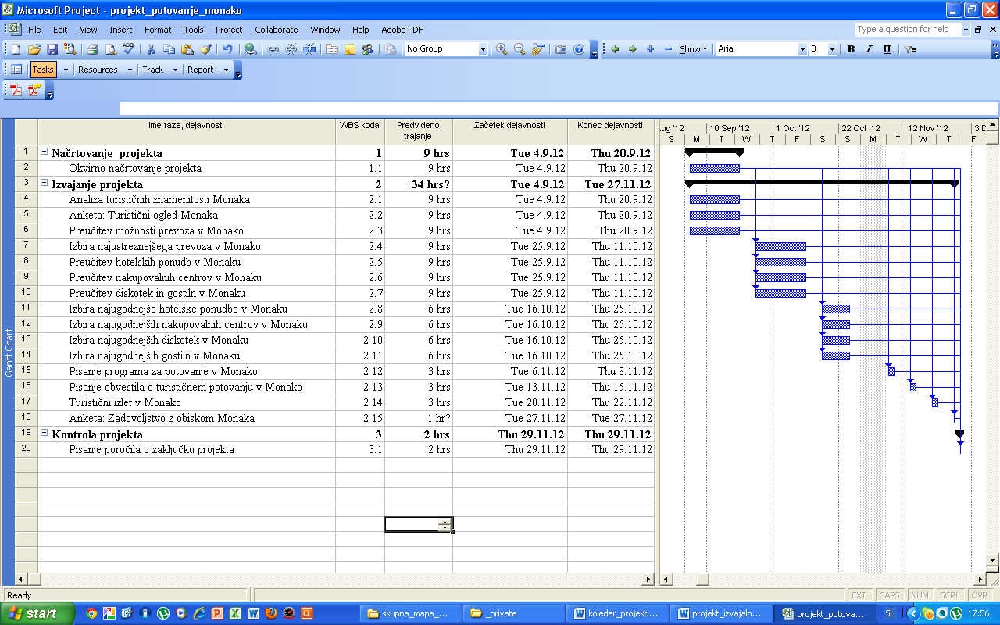 Microsoft Project - projekt_potovanje_monako
File Edit View Insert Format Tools Project Collaborate Window Help Adobe PDF
Type a question for help
No Group Show Arial 8 B I U
Tasks Resources Track Report
Ime faze, dejavnosti WBS koda Predvideno trajanje Začetek dejavnosti Konec dejavnosti
ug '12 10 Sep '12 1 Oct '12 22 Oct '12 12 Nov '12 3 D
S M T W T F S S M T W T F
1 Načrtovanje projekta 1 9 hrs Tue 4.9.12 Thu 20.9.12
2 Okvirno načrtovanje projekta 1.1 9 hrs Tue 4.9.12 Thu 20.9.12
3 Izvajanje projekta 2 34 hrs? Tue 4.9.12 Tue 27.11.12
4 Analiza turističnih znamenitosti Monaka 2.1 9 hrs Tue 4.9.12 Thu 20.9.12
5 Anketa: Turistični ogled Monaka 2.2 9 hrs Tue 4.9.12 Thu 20.9.12
6 Preučitev možnosti prevoza v Monako 2.3 9 hrs Tue 4.9.12 Thu 20.9.12
7 Izbira najustreznejšega prevoza v Monako 2.4 9 hrs Tue 25.9.12 Thu 11.10.12
8 Preučitev hotelskih ponudb v Monaku 2.5 9 hrs Tue 25.9.12 Thu 11.10.12
9 Preučitev nakupovalnih centrov v Monaku 2.6 9 hrs Tue 25.9.12 Thu 11.10.12
10 Preučitev diskotek in gostiln v Monaku 2.7 9 hrs Tue 25.9.12 Thu 11.10.12
11 Izbira najugodnejše hotelske ponudbe v Monaku 2.8 6 hrs Tue 16.10.12 Thu 25.10.12
12 Izbira najugodnejših nakupovalnih centrov v Monaku 2.9 6 hrs Tue 16.10.12 Thu 25.10.12
13 Izbira najugodnejših diskotek v Monaku 2.10 6 hrs Tue 16.10.12 Thu 25.10.12
14 Izbira najugodnejših gostiln v Monaku 2.11 6 hrs Tue 16.10.12 Thu 25.10.12
15 Pisanje programa za potovanje v Monako 2.12 3 hrs Tue 6.11.12 Thu 8.11.12
16 Pisanje obvestila o turističnem potovanju v Monako 2.13 3 hrs Tue 13.11.12 Thu 15.11.12
17 Turistični izlet v Monako 2.14 3 hrs Tue 20.11.12 Thu 22.11.12
18 Anketa: Zadovoljstvo z obiskom Monaka 2.15 1 hr? Tue 27.11.12 Tue 27.11.12
19 Kontrola projekta 3 2 hrs Thu 29.11.12 Thu 29.11.12
20 Pisanje poročila o zaključku projekta 3.1 2 hrs Thu 29.11.12 Thu 29.11.12
Gantt Chart
Ready EXT CAPS NUM SCRL OVR
start skupna_mapa_... _private koledar_projekti... projekt_izvajaln... projekt_potova... SL 17:56